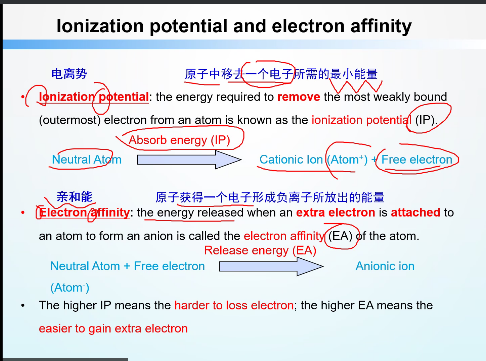 Ionization potential and electron affinity
电离势
原子中移去一个电子所需的最小能量
• Ionization potential: the energy required to remove the most weakly bound
(outermost) electron from an atom is known as the ionization potential (IP).
Absorb energy (IP)
Neutral Atom
Cationic Ion (Atom⁺) + Free electron
亲和能
原子获得一个电子形成负离子所放出的能量
• Electron affinity: the energy released when an extra electron is attached to
an atom to form an anion is called the electron affinity (EA) of the atom.
Release energy (EA)
Neutral Atom + Free electron
Anionic ion
(Atom⁻)
• The higher IP means the harder to loss electron; the higher EA means the
easier to gain extra electron